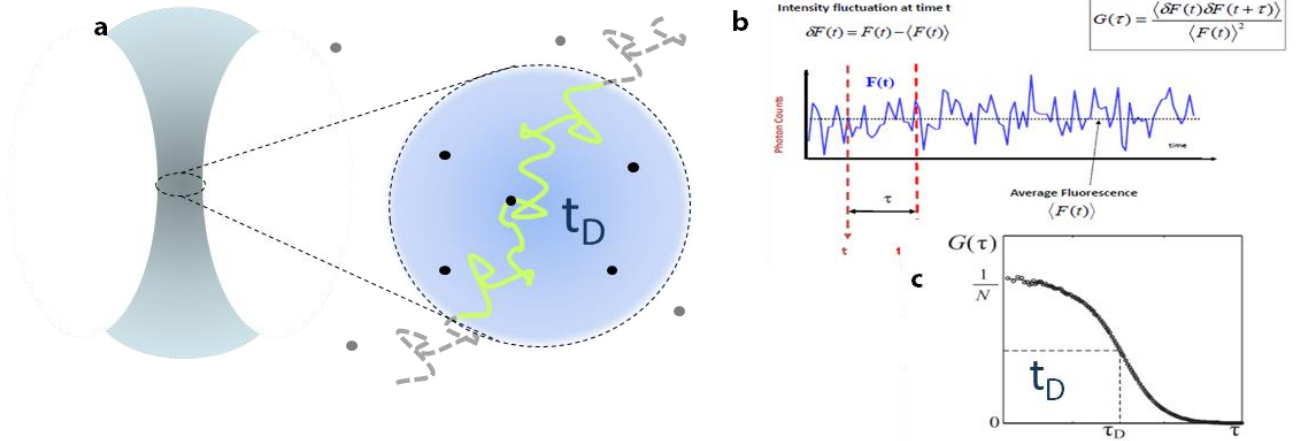 a
t_D
b
Intensity fluctuation at time t
δF(t) = F(t) − ⟨F(t)⟩
G(τ) = ⟨δF(t)δF(t + τ)⟩ / ⟨F(t)⟩²
Photon Counts
F(t)
time
Average Fluorescence
⟨F(t)⟩
τ
t
t
c
G(τ)
1/N
t_D
0
τ_D
τ